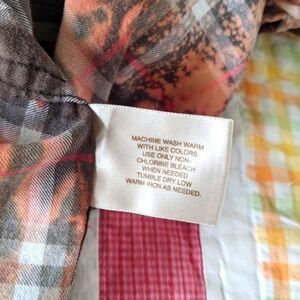 MACHINE WASH WARM
WITH LIKE COLORS
USE ONLY NON-
CHLORINE BLEACH
WHEN NEEDED
TUMBLE DRY LOW
WARM IRON AS NEEDED.